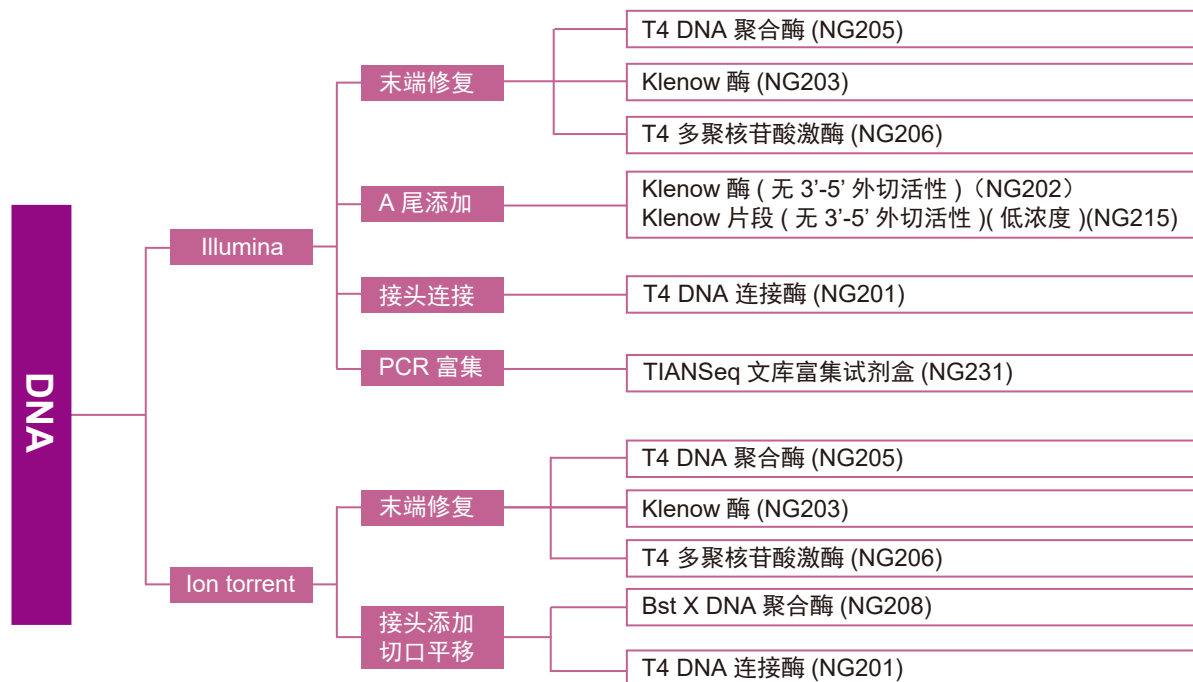 DNA
Illumina
末端修复
T4 DNA 聚合酶 (NG205)
Klenow 酶 (NG203)
T4 多聚核苷酸激酶 (NG206)
A 尾添加
Klenow 酶 ( 无 3’-5’ 外切活性 )（NG202）
Klenow 片段 ( 无 3’-5’ 外切活性 )( 低浓度 )(NG215)
接头连接
T4 DNA 连接酶 (NG201)
PCR 富集
TIANSeq 文库富集试剂盒 (NG231)
Ion torrent
末端修复
T4 DNA 聚合酶 (NG205)
Klenow 酶 (NG203)
T4 多聚核苷酸激酶 (NG206)
接头添加
切口平移
Bst X DNA 聚合酶 (NG208)
T4 DNA 连接酶 (NG201)